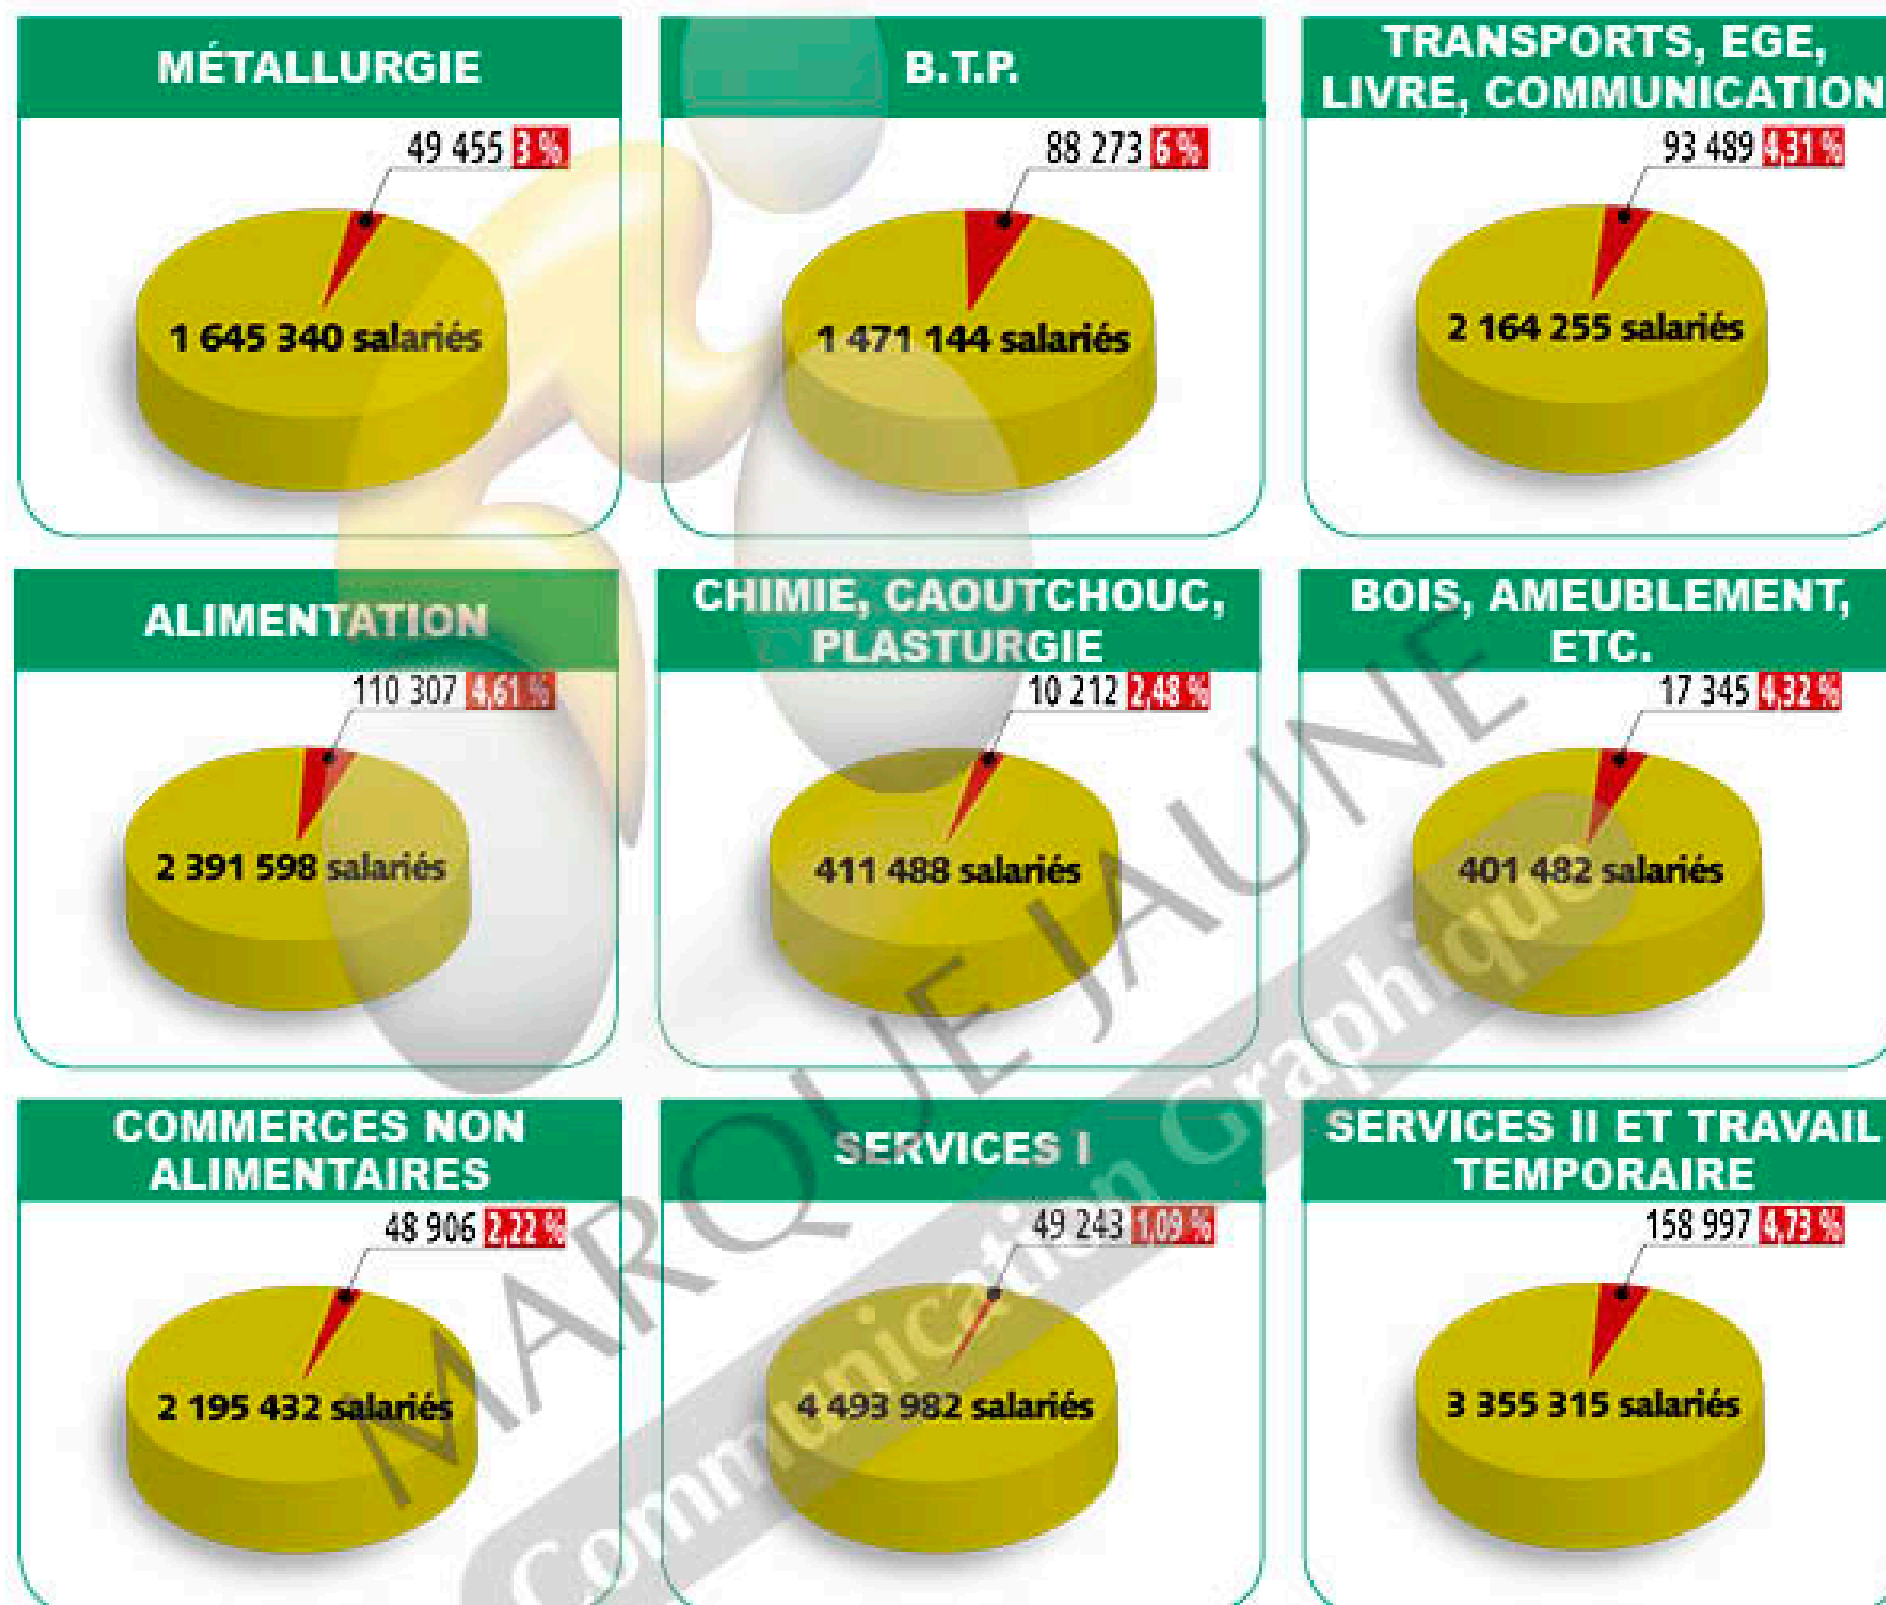 MÉTALLURGIE
49 455 3 %
1 645 340 salariés
B.T.P.
88 273 6 %
1 471 144 salariés
TRANSPORTS, EGE,
LIVRE, COMMUNICATION
93 489 4,31 %
2 164 255 salariés
ALIMENTATION
110 307 4,61 %
2 391 598 salariés
CHIMIE, CAOUTCHOUC,
PLASTURGIE
10 212 2,48 %
411 488 salariés
BOIS, AMEUBLEMENT,
ETC.
17 345 4,32 %
401 482 salariés
COMMERCES NON
ALIMENTAIRES
48 906 2,22 %
2 195 432 salariés
SERVICES I
49 243 1,09 %
4 493 982 salariés
SERVICES II ET TRAVAIL
TEMPORAIRE
158 997 4,73 %
3 355 315 salariés
MARQUE JAUNE
Communication Graphique